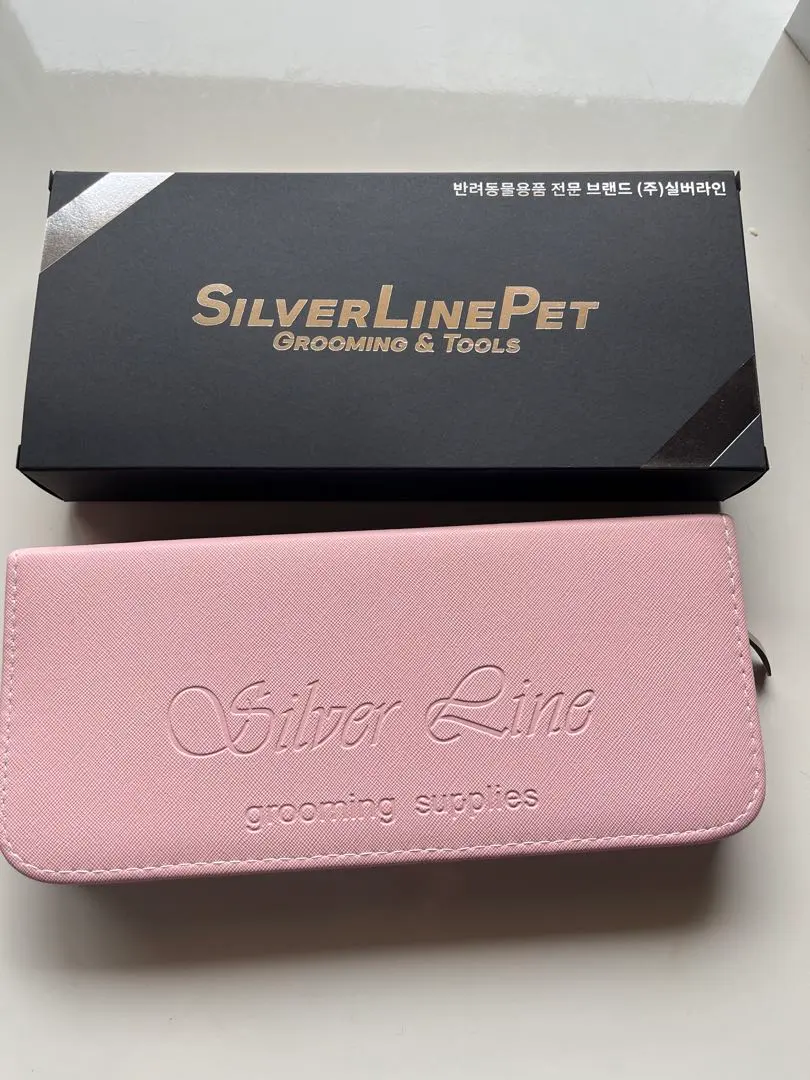 반려동물용품 전문 브랜드 (주)실버라인
SILVERLINEPET
GROOMING & TOOLS
Silver Line
grooming supplies